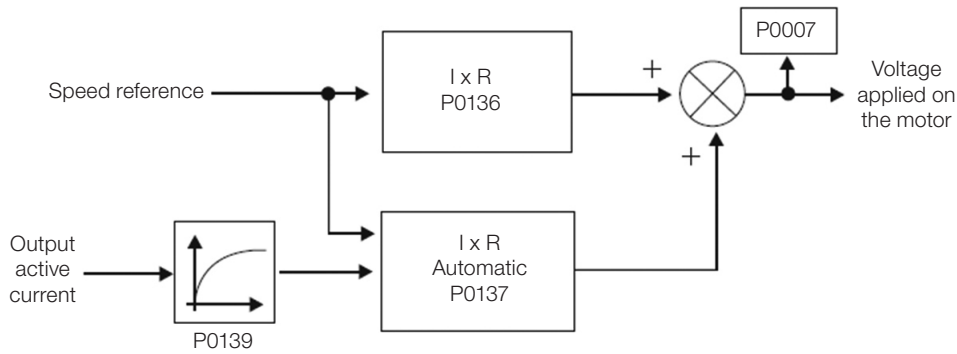 P0007
I x R
P0136
Speed reference
+
Voltage
applied on
the motor
+
I x R
Automatic
P0137
Output
active
current
P0139